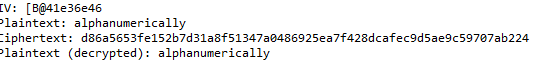 IV: [B@41e36e46
Plaintext: alphanumerically
Ciphertext: d86a5653fe152b7d31a8f51347a0486925ea7f428dcafec9d5ae9c59707ab224
Plaintext (decrypted): alphanumerically